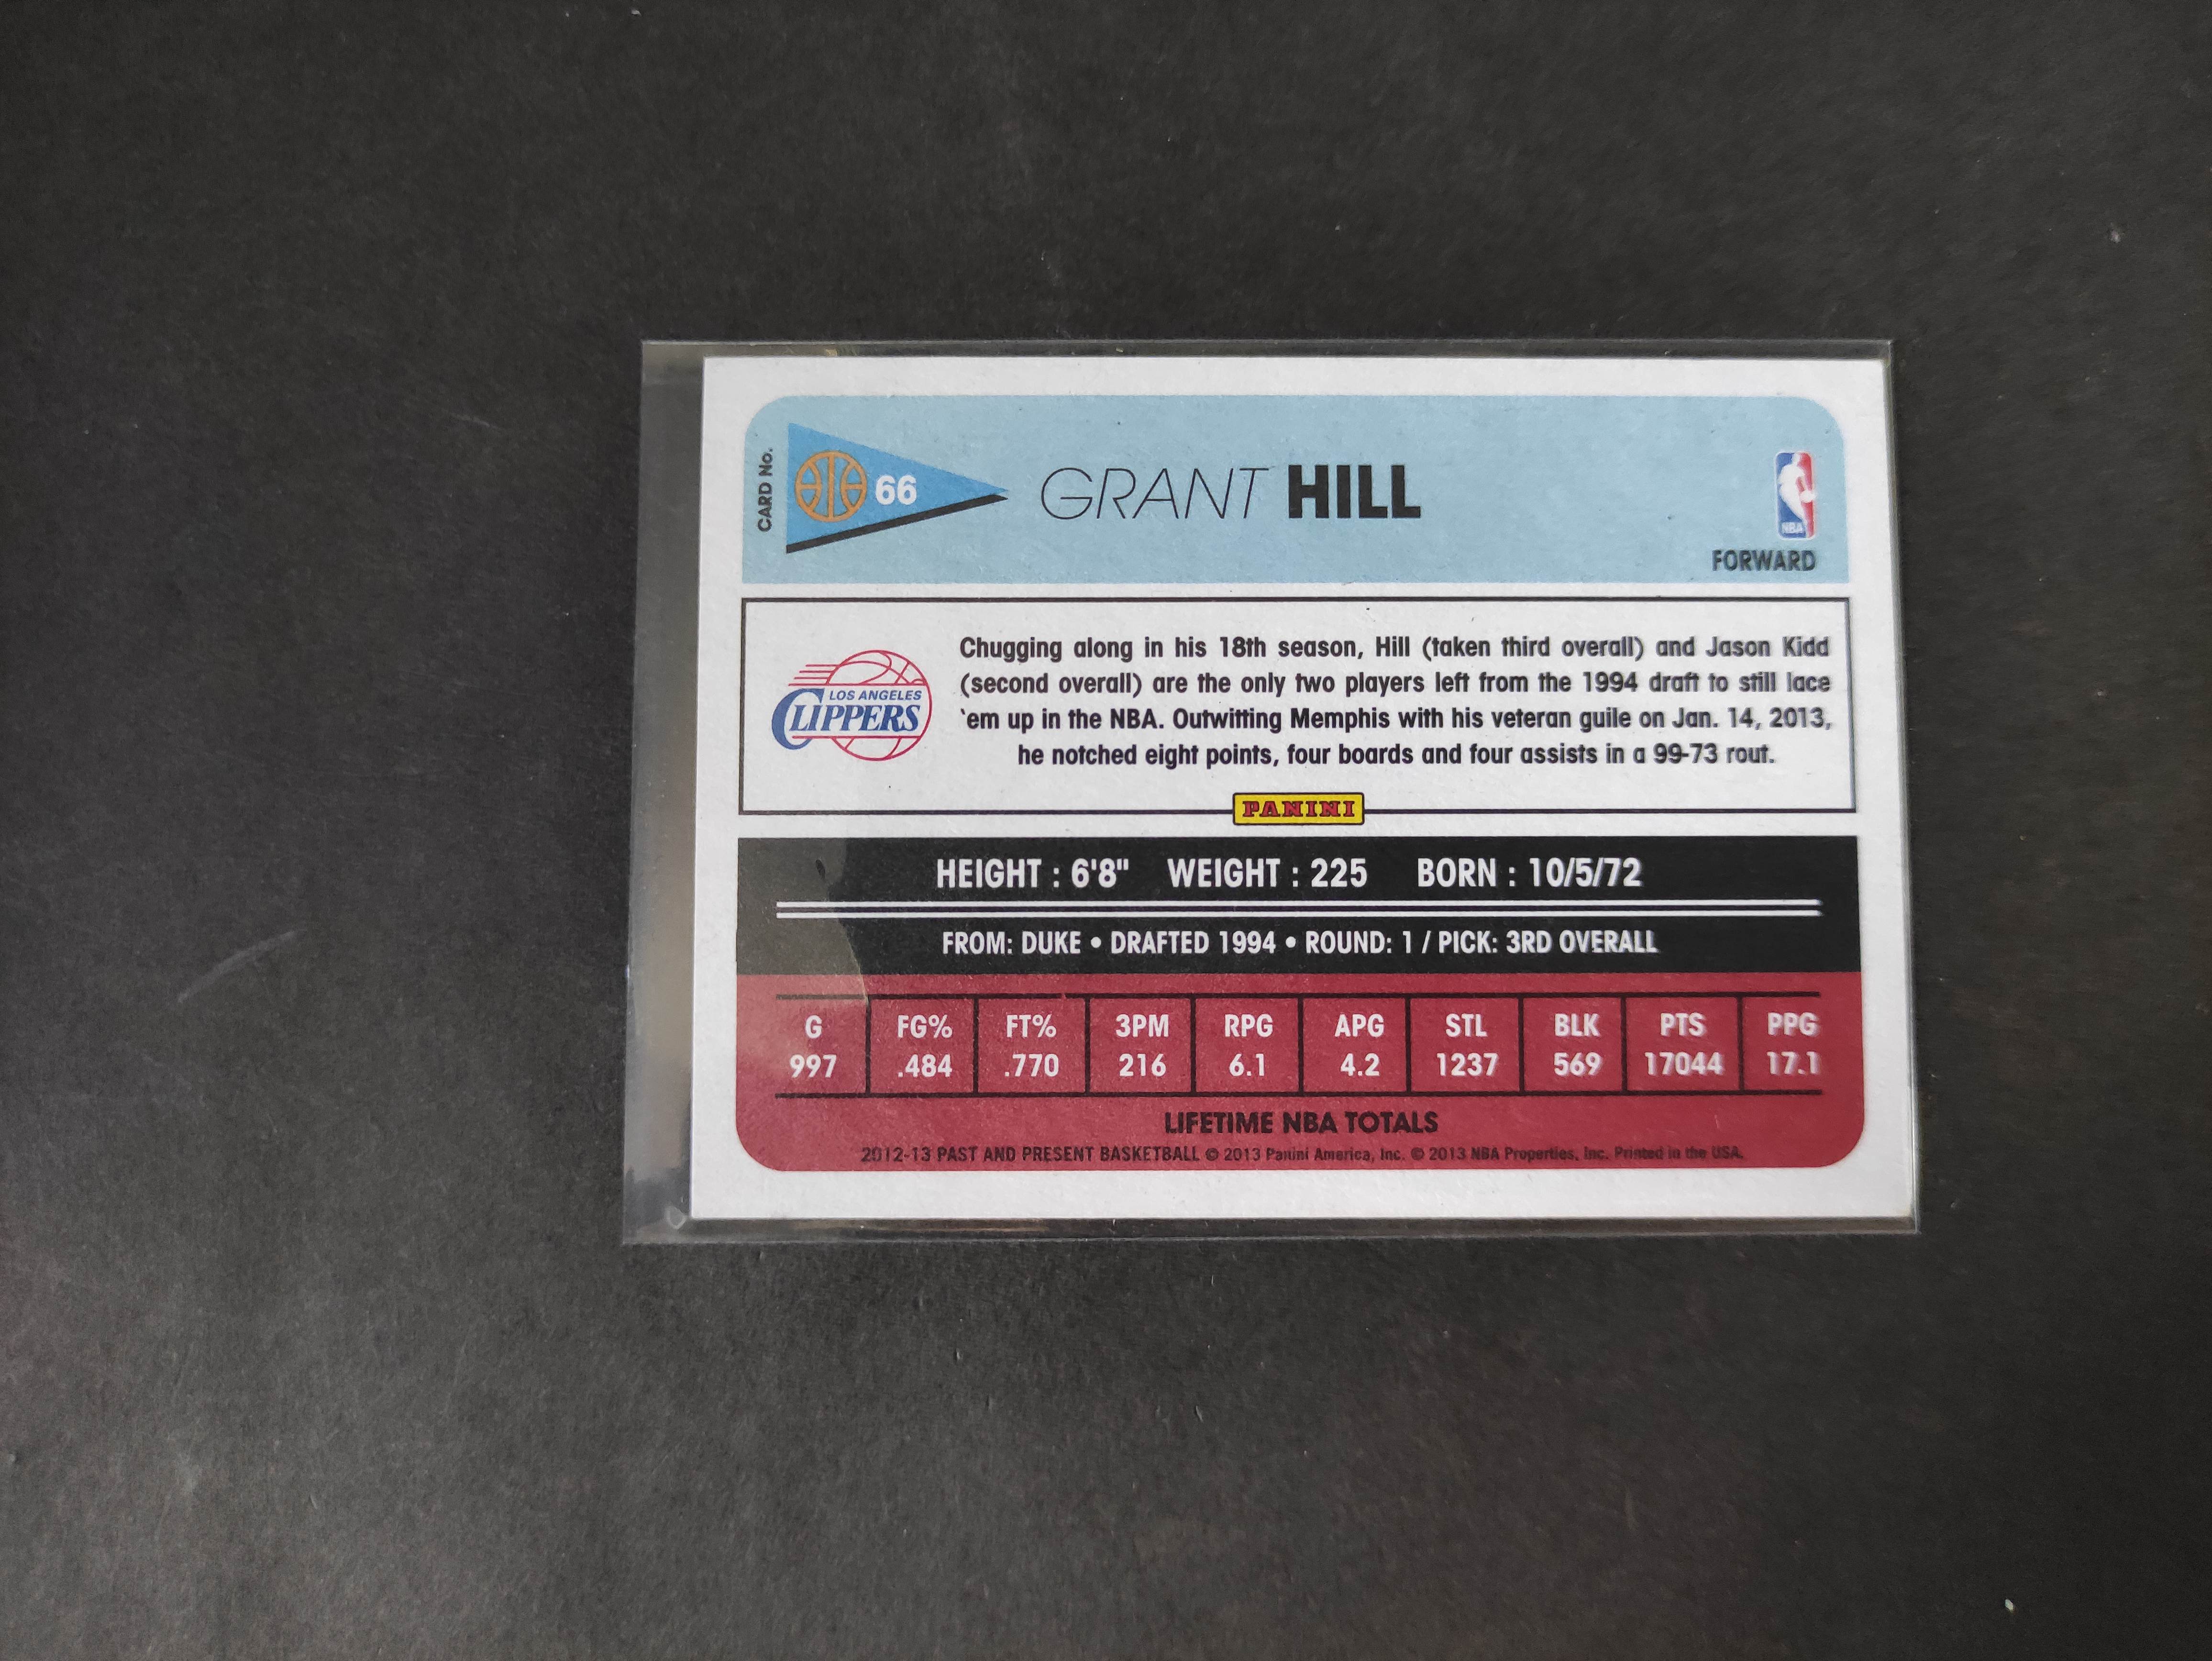 CARD No.
66
GRANT HILL
NBA
FORWARD
LOS ANGELES
CLIPPERS
Chugging along in his 18th season, Hill (taken third overall) and Jason Kidd
(second overall) are the only two players left from the 1994 draft to still lace
'em up in the NBA. Outwitting Memphis with his veteran guile on Jan. 14, 2013,
he notched eight points, four boards and four assists in a 99-73 rout.
PANINI
HEIGHT : 6'8" WEIGHT : 225 BORN : 10/5/72
FROM: DUKE • DRAFTED 1994 • ROUND: 1 / PICK: 3RD OVERALL
G FG% FT% 3PM RPG APG STL BLK PTS PPG
997 .484 .770 216 6.1 4.2 1237 569 17044 17.1
LIFETIME NBA TOTALS
2012-13 PAST AND PRESENT BASKETBALL © 2013 Panini America, Inc. © 2013 NBA Properties, Inc. Printed in the USA.